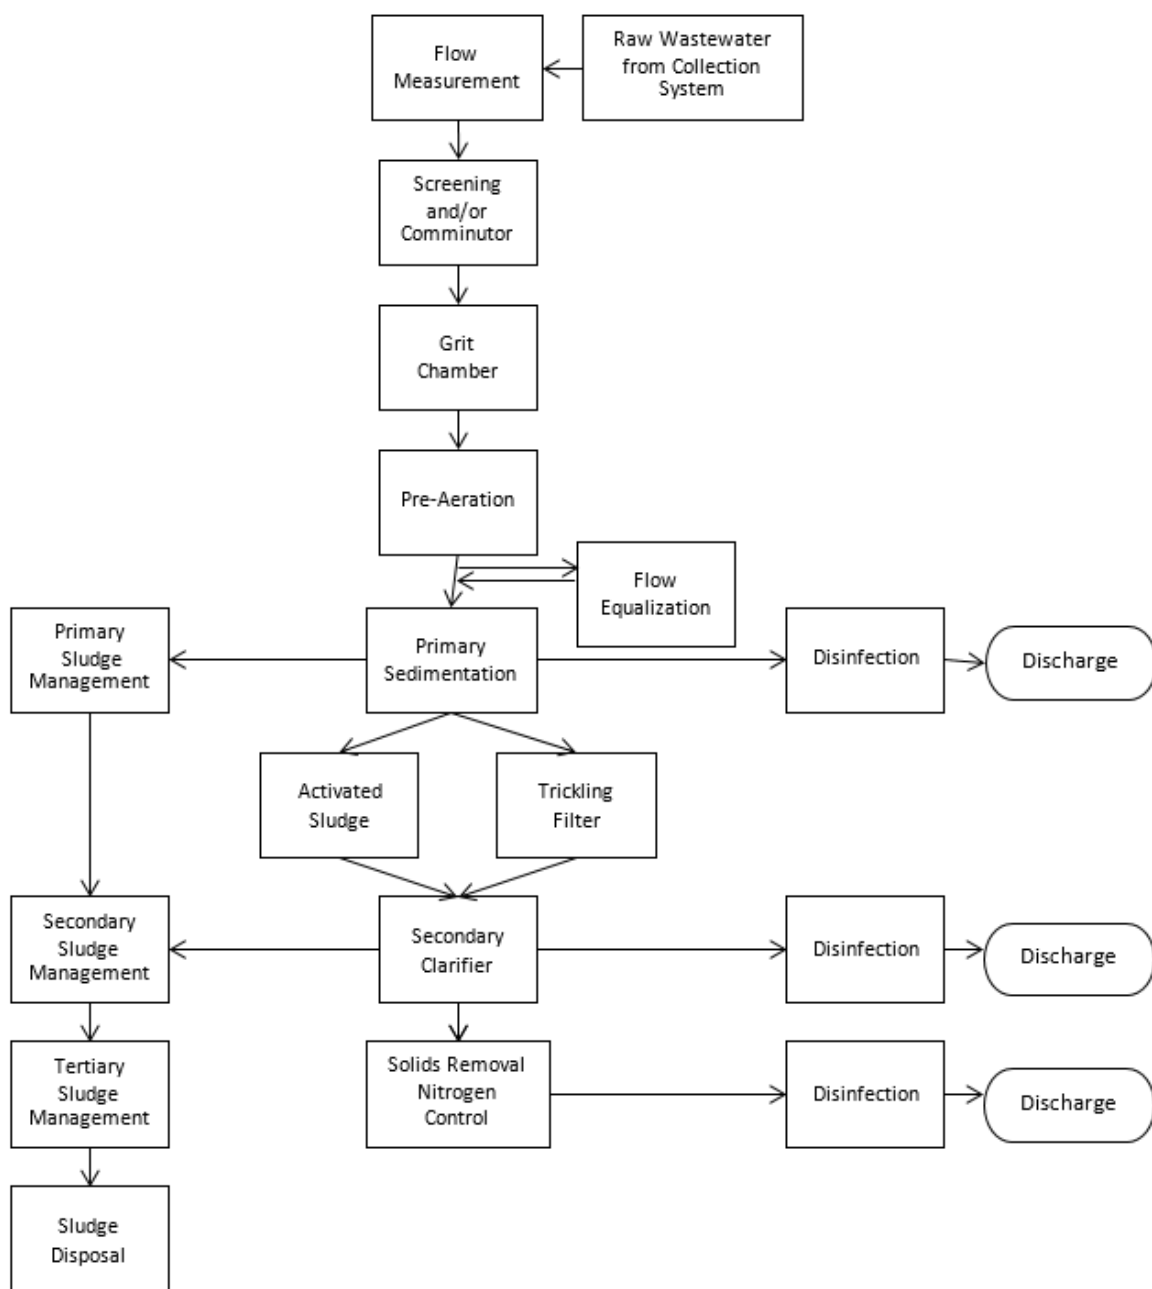 Flow
Measurement
Raw Wastewater
from Collection
System
Screening
and/or
Comminutor
Grit
Chamber
Pre-Aeration
Flow
Equalization
Primary
Sludge
Management
Primary
Sedimentation
Disinfection
Discharge
Activated
Sludge
Trickling
Filter
Secondary
Sludge
Management
Secondary
Clarifier
Disinfection
Discharge
Tertiary
Sludge
Management
Solids Removal
Nitrogen
Control
Disinfection
Discharge
Sludge
Disposal